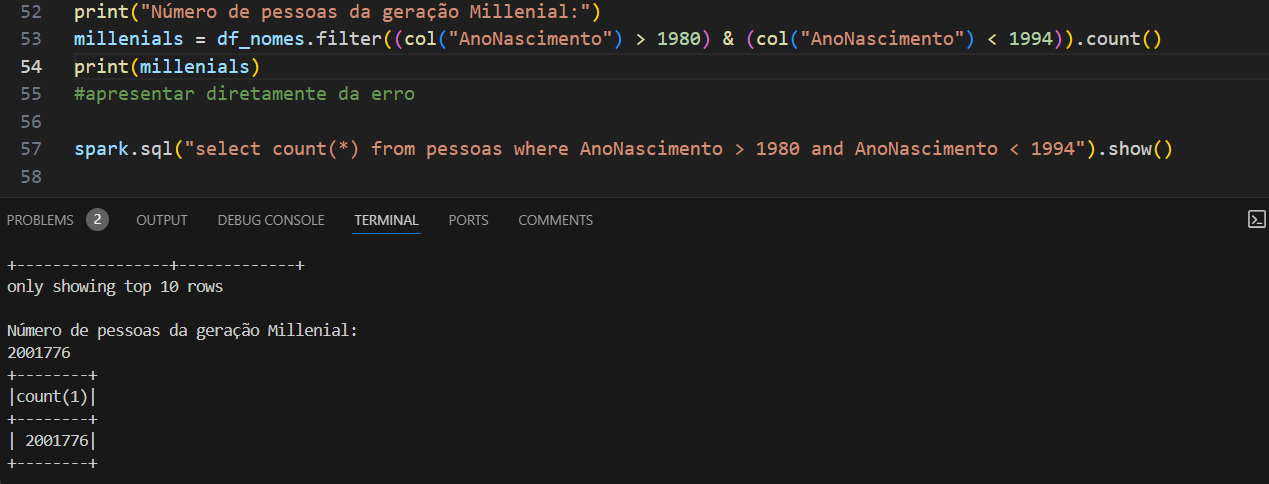 52 print("Número de pessoas da geração Millenial:")
53 millenials = df_nomes.filter((col("AnoNascimento") > 1980) & (col("AnoNascimento") < 1994)).count()
54 print(millenials)
55 #apresentar diretamente da erro
56
57 spark.sql("select count(*) from pessoas where AnoNascimento > 1980 and AnoNascimento < 1994").show()
58
PROBLEMS 2 OUTPUT DEBUG CONSOLE TERMINAL PORTS COMMENTS
+-----------------+-------------+
only showing top 10 rows
Número de pessoas da geração Millenial:
2001776
+--------+
|count(1)|
+--------+
| 2001776|
+--------+